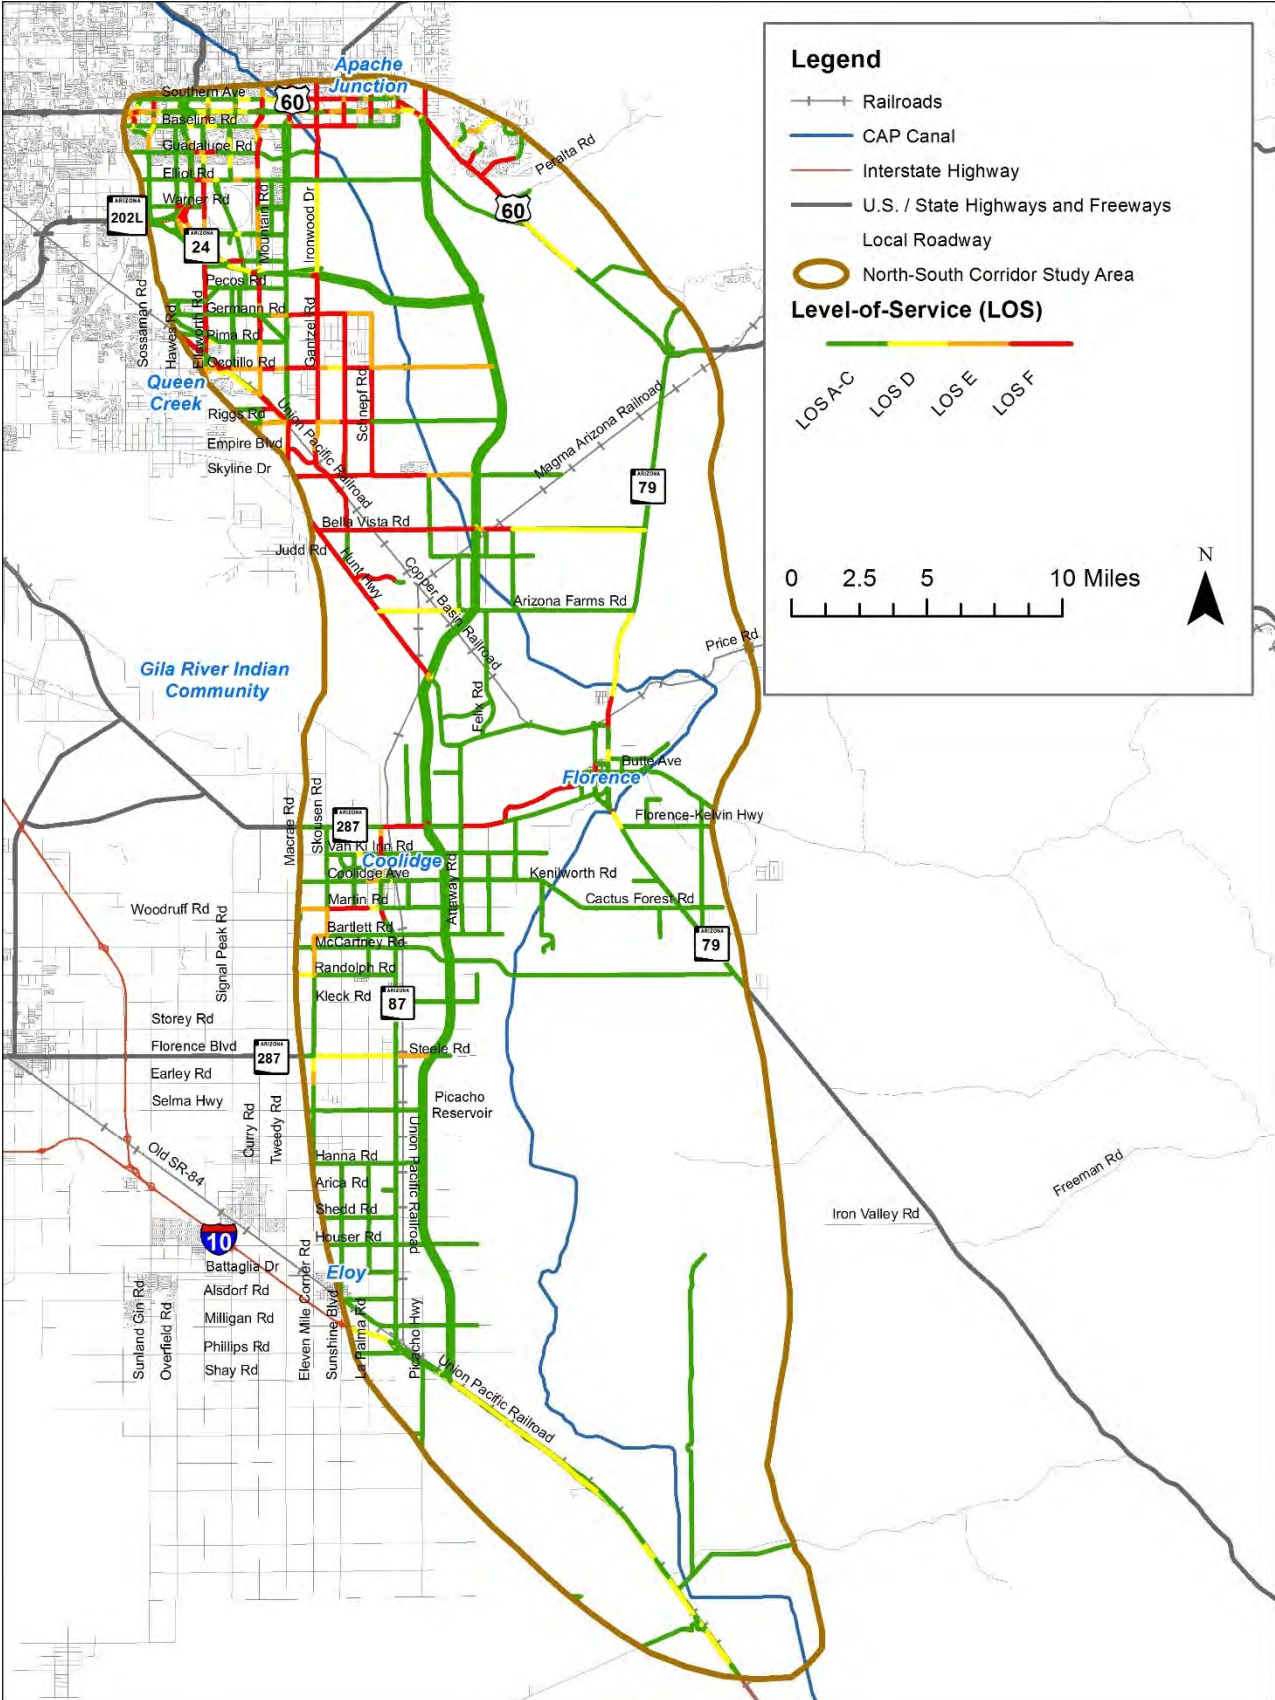 Apache
Junction
Southern Ave
60
Baseline Rd
Guadalupe Rd
Elliot Rd
Warner Rd
ARIZONA
202L
24
Mountain Rd
Ironwood Dr
Peralta Rd
60
Pecos Rd
Germann Rd
Pima Rd
Ocotillo Rd
Sossaman Rd
Hawes Rd
Ellsworth Rd
Gantzel Rd
Schnepf Rd
Queen
Creek
Riggs Rd
Empire Blvd
Skyline Dr
Union Pacific Railroad
Magma Arizona Railroad
ARIZONA
79
Bella Vista Rd
Judd Rd
Hunt Hwy
Copper Basin Railroad
Arizona Farms Rd
Price Rd
Gila River Indian
Community
Felix Rd
Butte Ave
Florence
Florence-Kelvin Hwy
Macrae Rd
Skousen Rd
ARIZONA
287
Vah Ki Inn Rd
Coolidge
Coolidge Ave
Attaway Rd
Kenilworth Rd
Cactus Forest Rd
Martin Rd
Woodruff Rd
Signal Peak Rd
Bartlett Rd
McCartney Rd
ARIZONA
79
Randolph Rd
Kleck Rd
ARIZONA
87
Storey Rd
Florence Blvd
ARIZONA
287
Steele Rd
Earley Rd
Selma Hwy
Picacho
Reservoir
Curry Rd
Tweedy Rd
Old SR-84
Union Pacific Railroad
Hanna Rd
Arica Rd
Shedd Rd
Houser Rd
Freeman Rd
Iron Valley Rd
10
Eloy
Battaglia Dr
Alsdorf Rd
Milligan Rd
Phillips Rd
Shay Rd
Sunland Gin Rd
Overfield Rd
Eleven Mile Corner Rd
Sunshine Blvd
La Palma Rd
Picacho Hwy
Union Pacific Railroad
Legend
Railroads
CAP Canal
Interstate Highway
U.S. / State Highways and Freeways
Local Roadway
North-South Corridor Study Area
Level-of-Service (LOS)
LOS A-C
LOS D
LOS E
LOS F
N
0 2.5 5 10 Miles